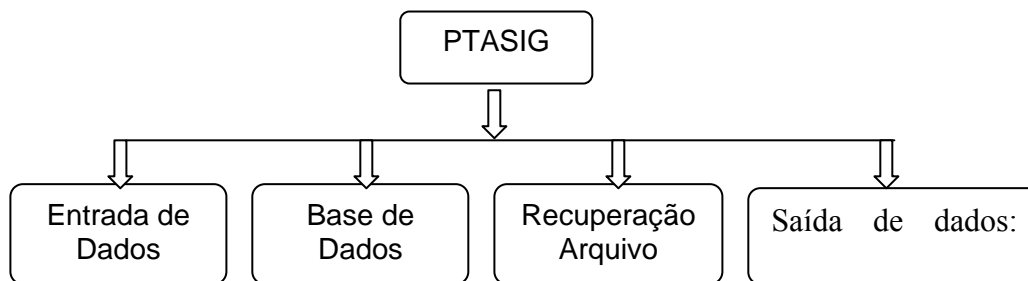 PTASIG
Entrada de
Dados
Base de
Dados
Recuperação
Arquivo
Saída de dados: